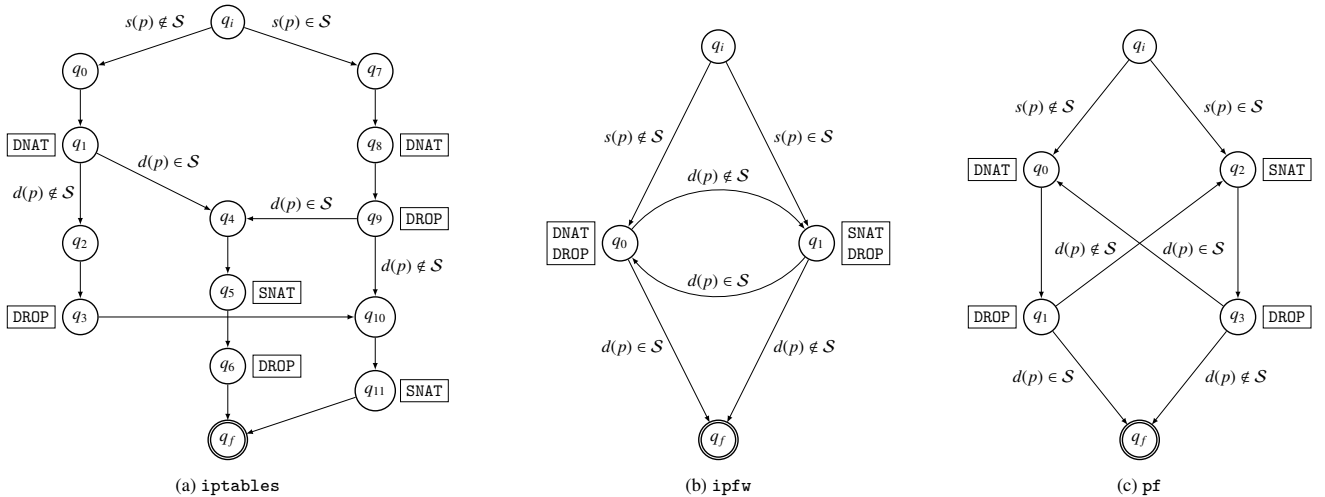 q_i
s(p) ∉ S
s(p) ∈ S
q_0
q_7
DNAT
q_1
q_8
DNAT
d(p) ∈ S
d(p) ∉ S
q_4
d(p) ∈ S
q_9
DROP
q_2
d(p) ∉ S
q_5
SNAT
DROP
q_3
q_10
q_6
DROP
q_11
SNAT
q_f
(a) iptables
q_i
s(p) ∉ S
s(p) ∈ S
d(p) ∉ S
DNAT
DROP
q_0
q_1
SNAT
DROP
d(p) ∈ S
d(p) ∈ S
d(p) ∉ S
q_f
(b) ipfw
q_i
s(p) ∉ S
s(p) ∈ S
DNAT
q_0
q_2
SNAT
d(p) ∉ S
d(p) ∈ S
DROP
q_1
q_3
DROP
d(p) ∈ S
d(p) ∉ S
q_f
(c) pf